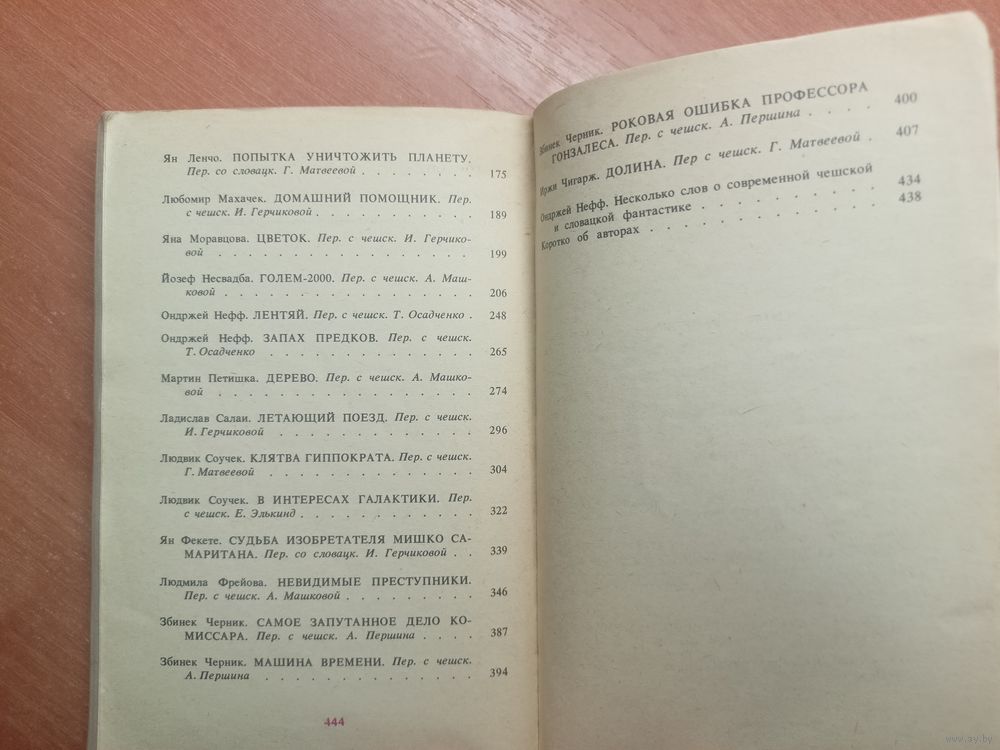 Ян Ленчо. ПОПЫТКА УНИЧТОЖИТЬ ПЛАНЕТУ.
Пер. со словацк. Г. Матвеевой . . . . . . . . 175
Любомир Махачек. ДОМАШНИЙ ПОМОЩНИК. Пер.
с чешск. И. Герчиковой . . . . . . . . . . . 189
Яна Моравцова. ЦВЕТОК. Пер. с чешск. И. Герчико-
вой . . . . . . . . . . . . . . . . . 199
Йозеф Несвадба. ГОЛЕМ-2000. Пер. с чешск. А. Маш-
ковой . . . . . . . . . . . . . . . . 206
Ондржей Нефф. ЛЕНТЯЙ. Пер. с чешск. Т. Осадченко . 248
Ондржей Нефф. ЗАПАХ ПРЕДКОВ. Пер. с чешск.
Т. Осадченко . . . . . . . . . . . . . 265
Мартин Петишка. ДЕРЕВО. Пер. с чешск. А. Машко-
вой . . . . . . . . . . . . . . . . . 274
Ладислав Салаи. ЛЕТАЮЩИЙ ПОЕЗД. Пер. с чешск.
И. Герчиковой . . . . . . . . . . . . . 296
Людвик Соучек. КЛЯТВА ГИППОКРАТА. Пер. с чешск.
Г. Матвеевой . . . . . . . . . . . . . 304
Людвик Соучек. В ИНТЕРЕСАХ ГАЛАКТИКИ. Пер.
с чешск. Е. Элькинд . . . . . . . . . . . . 322
Ян Фекете. СУДЬБА ИЗОБРЕТАТЕЛЯ МИШКО СА-
МАРИТАНА. Пер. со словацк. И. Герчиковой . . 339
Людмила Фрейова. НЕВИДИМЫЕ ПРЕСТУПНИКИ.
Пер. с чешск. А. Машковой . . . . . . . . . 346
Збинек Черник. САМОЕ ЗАПУТАННОЕ ДЕЛО КО-
МИССАРА. Пер. с чешск. А. Першина . . . . 387
Збинек Черник. МАШИНА ВРЕМЕНИ. Пер. с чешск.
А. Першина . . . . . . . . . . . . . . 394
444
Збинек Черник. РОКОВАЯ ОШИБКА ПРОФЕССОРА
ГОНЗАЛЕСА. Пер. с чешск. А. Першина . . . . 400
Иржи Чигарж. ДОЛИНА. Пер с чешск. Г. Матвеевой . 407
Ондржей Нефф. Несколько слов о современной чешской
и словацкой фантастике . . . . . . . . . 434
Коротко об авторах . . . . . . . . . . . . 438
www.ay.by